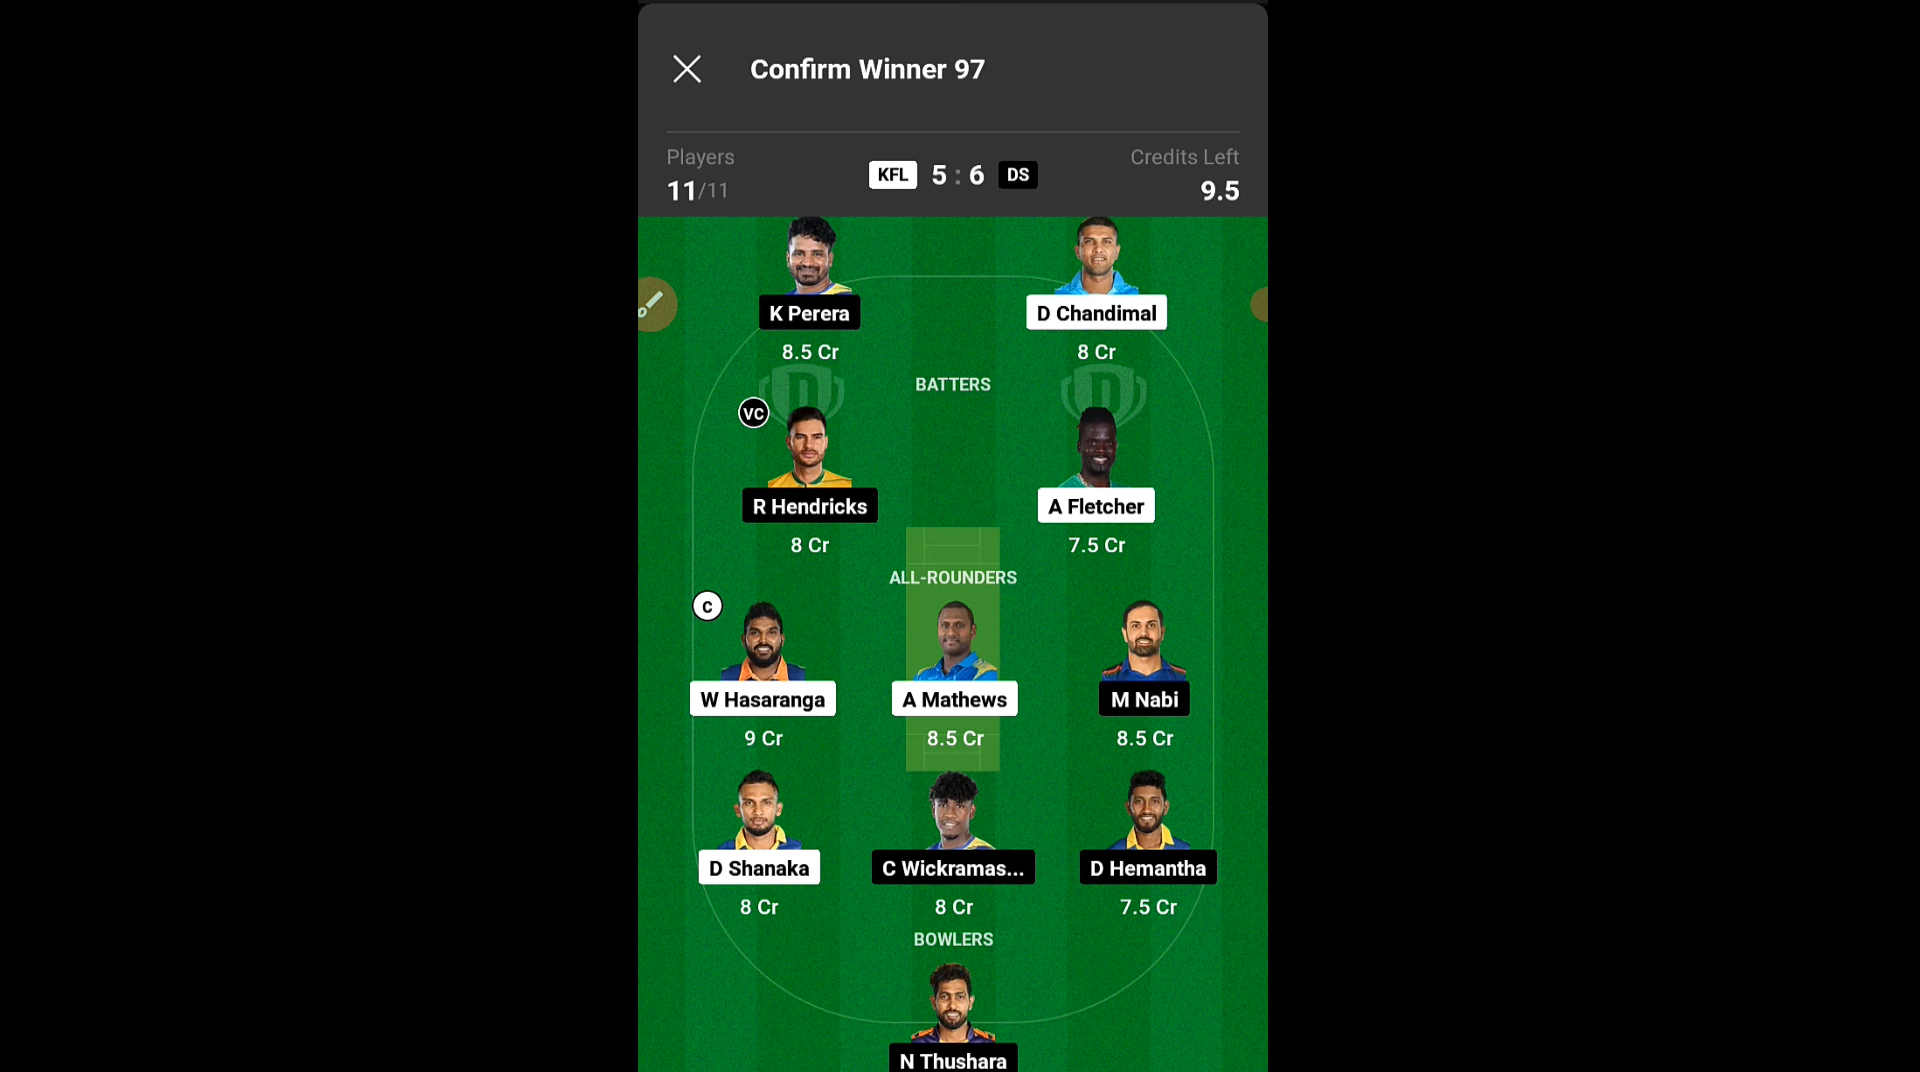 Confirm Winner 97
Players
11/11
KFL 5 : 6 DS
Credits Left
9.5
K Perera
8.5 Cr
D Chandimal
8 Cr
BATTERS
VC
R Hendricks
8 Cr
A Fletcher
7.5 Cr
ALL-ROUNDERS
C
W Hasaranga
9 Cr
A Mathews
8.5 Cr
M Nabi
8.5 Cr
D Shanaka
8 Cr
C Wickramas...
8 Cr
D Hemantha
7.5 Cr
BOWLERS
N Thushara